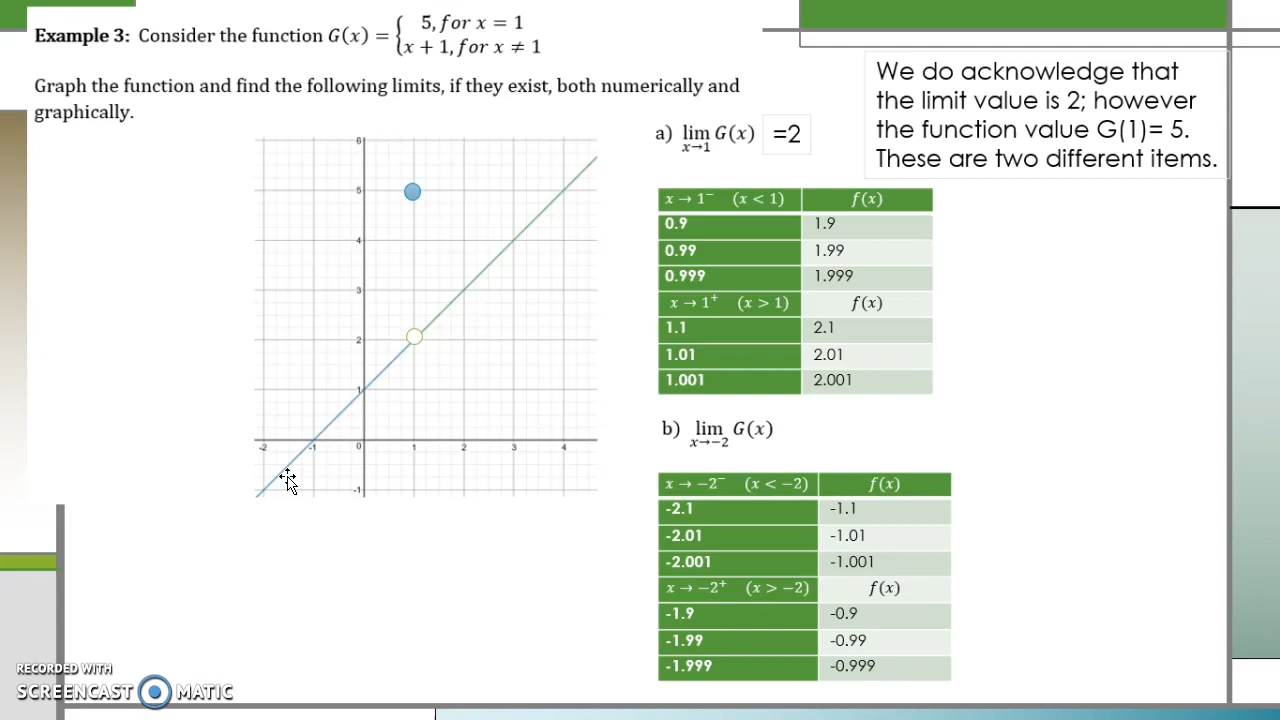 Example 3: Consider the function G(x) = { 5, for x = 1
x + 1, for x ≠ 1
Graph the function and find the following limits, if they exist, both numerically and
graphically.
We do acknowledge that
the limit value is 2; however
the function value G(1)= 5.
These are two different items.
a) lim G(x) =2
x→1
6
5
4
3
2
1
-2 -1 0 1 2 3 4
-1
x → 1⁻ (x < 1) f(x)
0.9 1.9
0.99 1.99
0.999 1.999
x → 1⁺ (x > 1) f(x)
1.1 2.1
1.01 2.01
1.001 2.001
b) lim G(x)
x→−2
x → −2⁻ (x < −2) f(x)
-2.1 -1.1
-2.01 -1.01
-2.001 -1.001
x → −2⁺ (x > −2) f(x)
-1.9 -0.9
-1.99 -0.99
-1.999 -0.999
RECORDED WITH
SCREENCAST MATIC